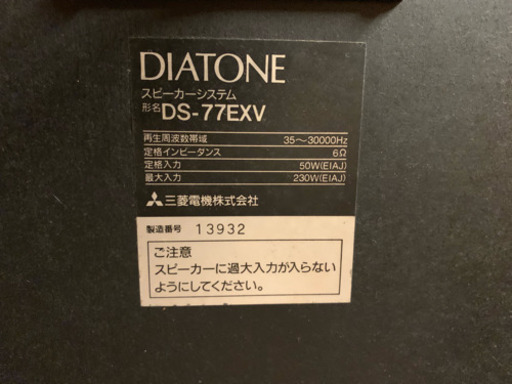 DIATONE
スピーカーシステム
形名 DS-77EXV
再生周波数帯域 35～30000Hz
定格インピーダンス 6Ω
定格入力 50W(EIAJ)
最大入力 230W(EIAJ)
三菱電機株式会社
製造番号 13932
ご注意
スピーカーに過大入力が入らない
ようにしてください。